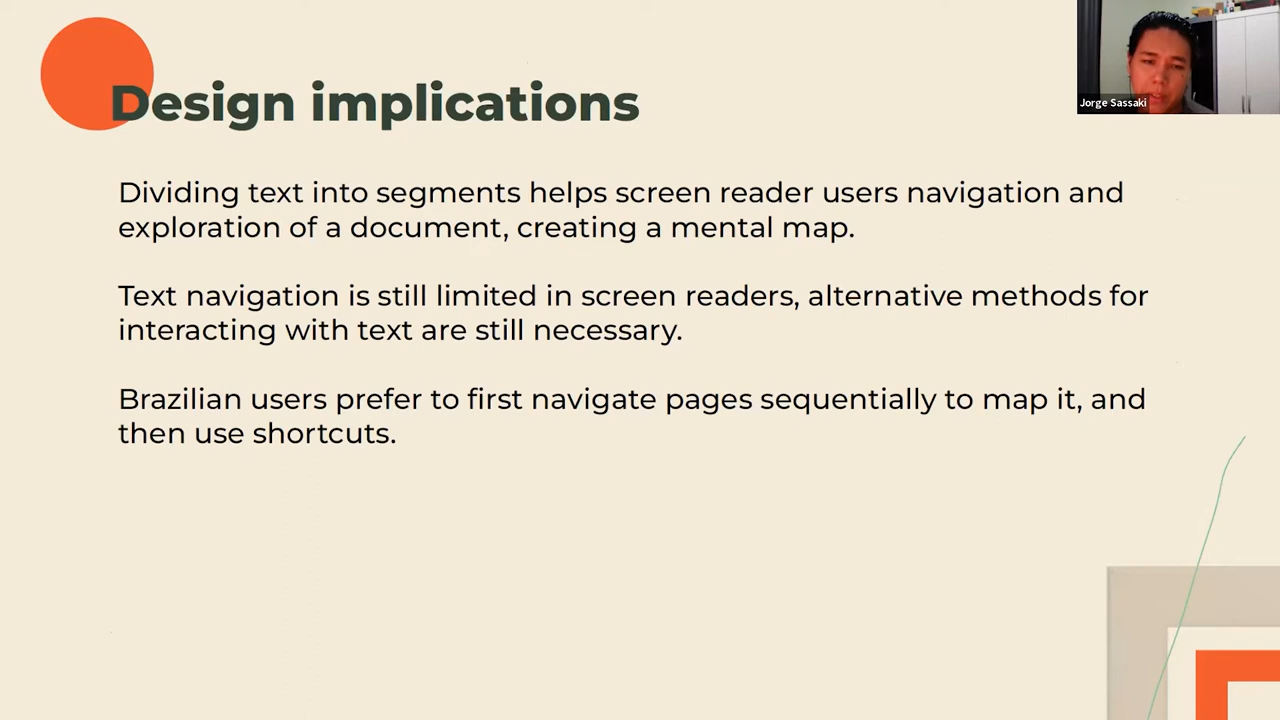 Design implications
Jorge Sassaki
Dividing text into segments helps screen reader users navigation and
exploration of a document, creating a mental map.
Text navigation is still limited in screen readers, alternative methods for
interacting with text are still necessary.
Brazilian users prefer to first navigate pages sequentially to map it, and
then use shortcuts.